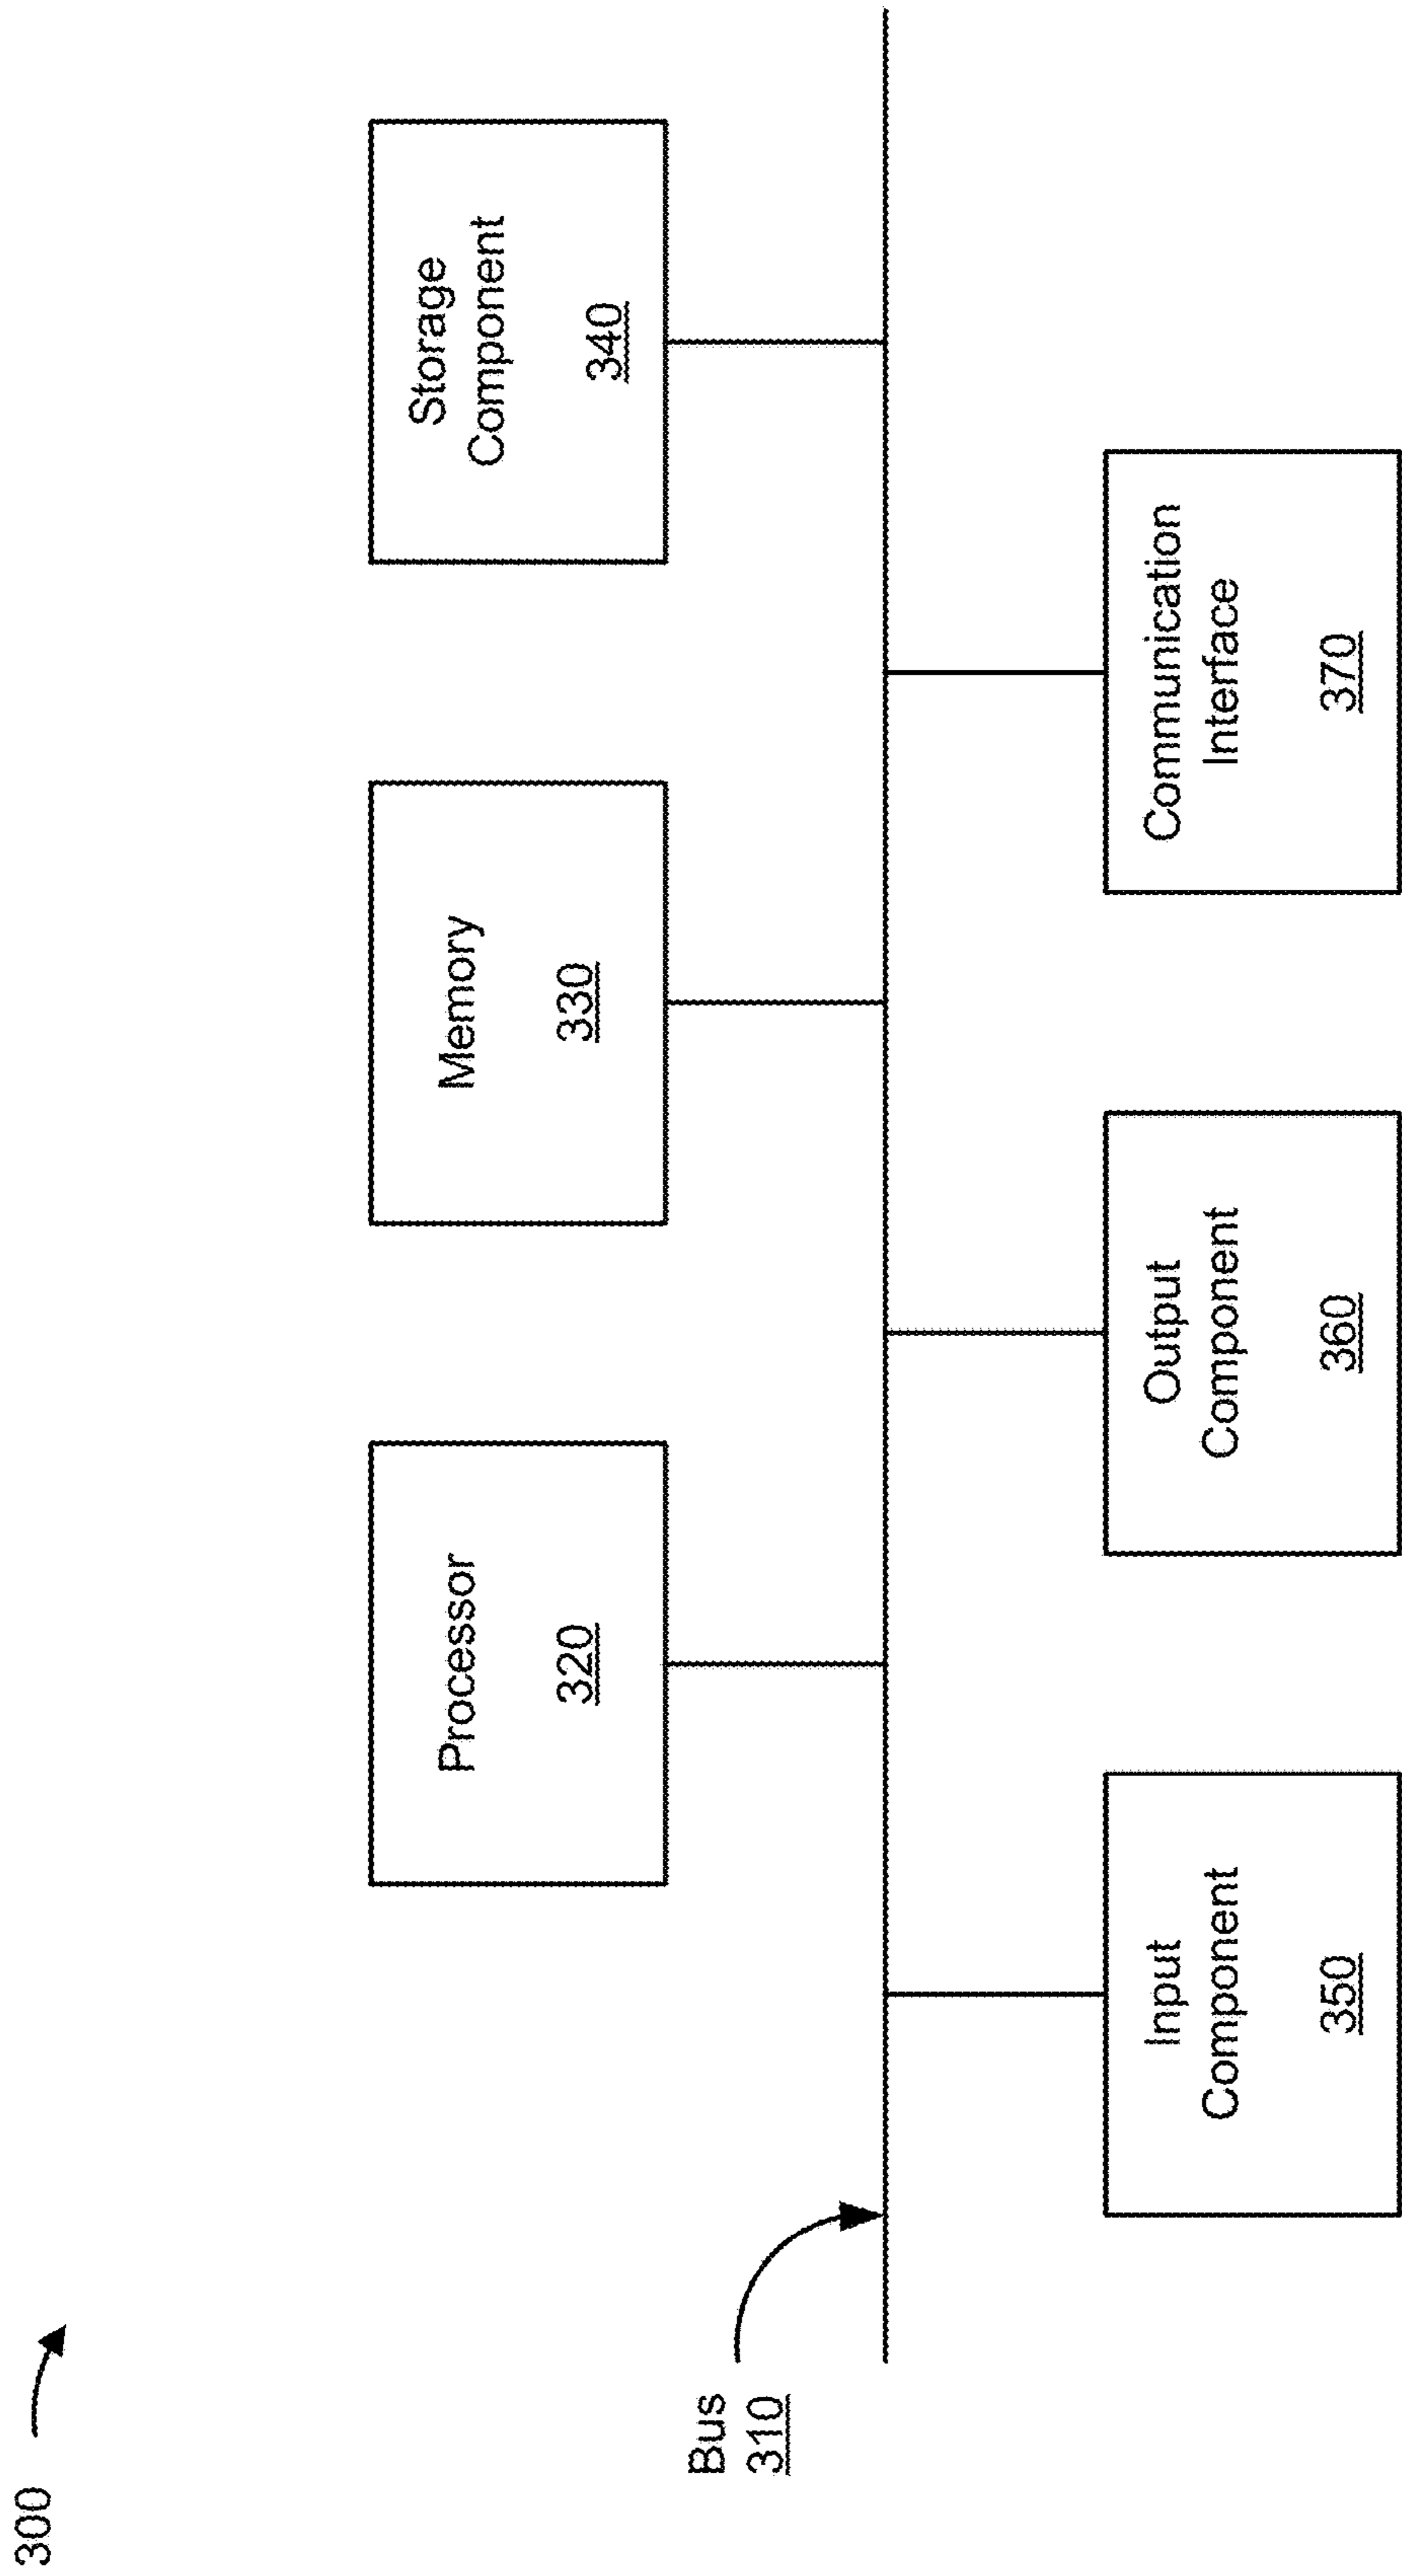 300
Processor
320
Memory
330
Storage
Component
340
Bus
310
Input
Component
350
Output
Component
360
Communication
Interface
370